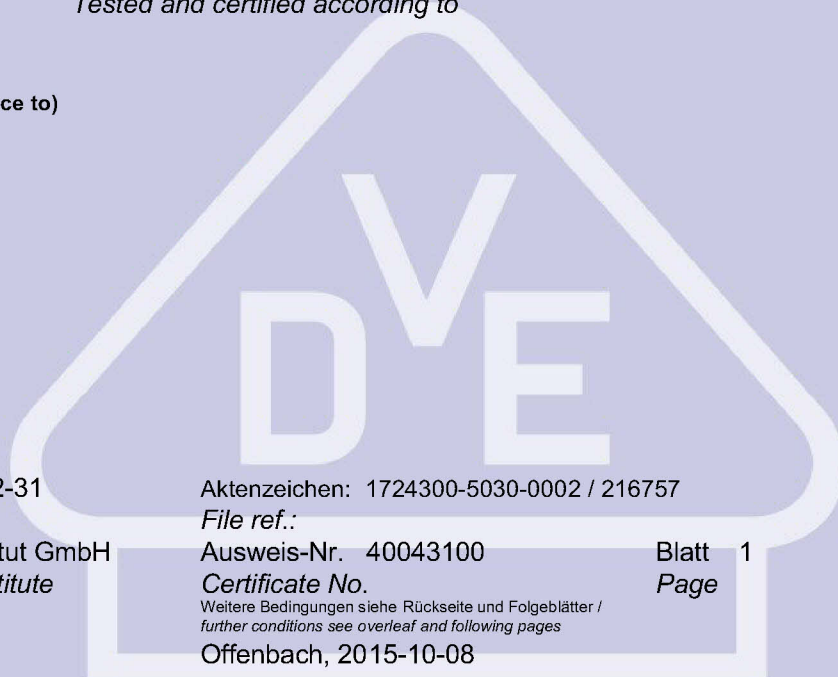 Tested and certified according to
ce to)
VDE
2-31
Aktenzeichen: 1724300-5030-0002 / 216757
File ref.:
tut GmbH
Ausweis-Nr. 40043100 Blatt 1
titute
Certificate No. Page
Weitere Bedingungen siehe Rückseite und Folgeblätter /
further conditions see overleaf and following pages
Offenbach, 2015-10-08